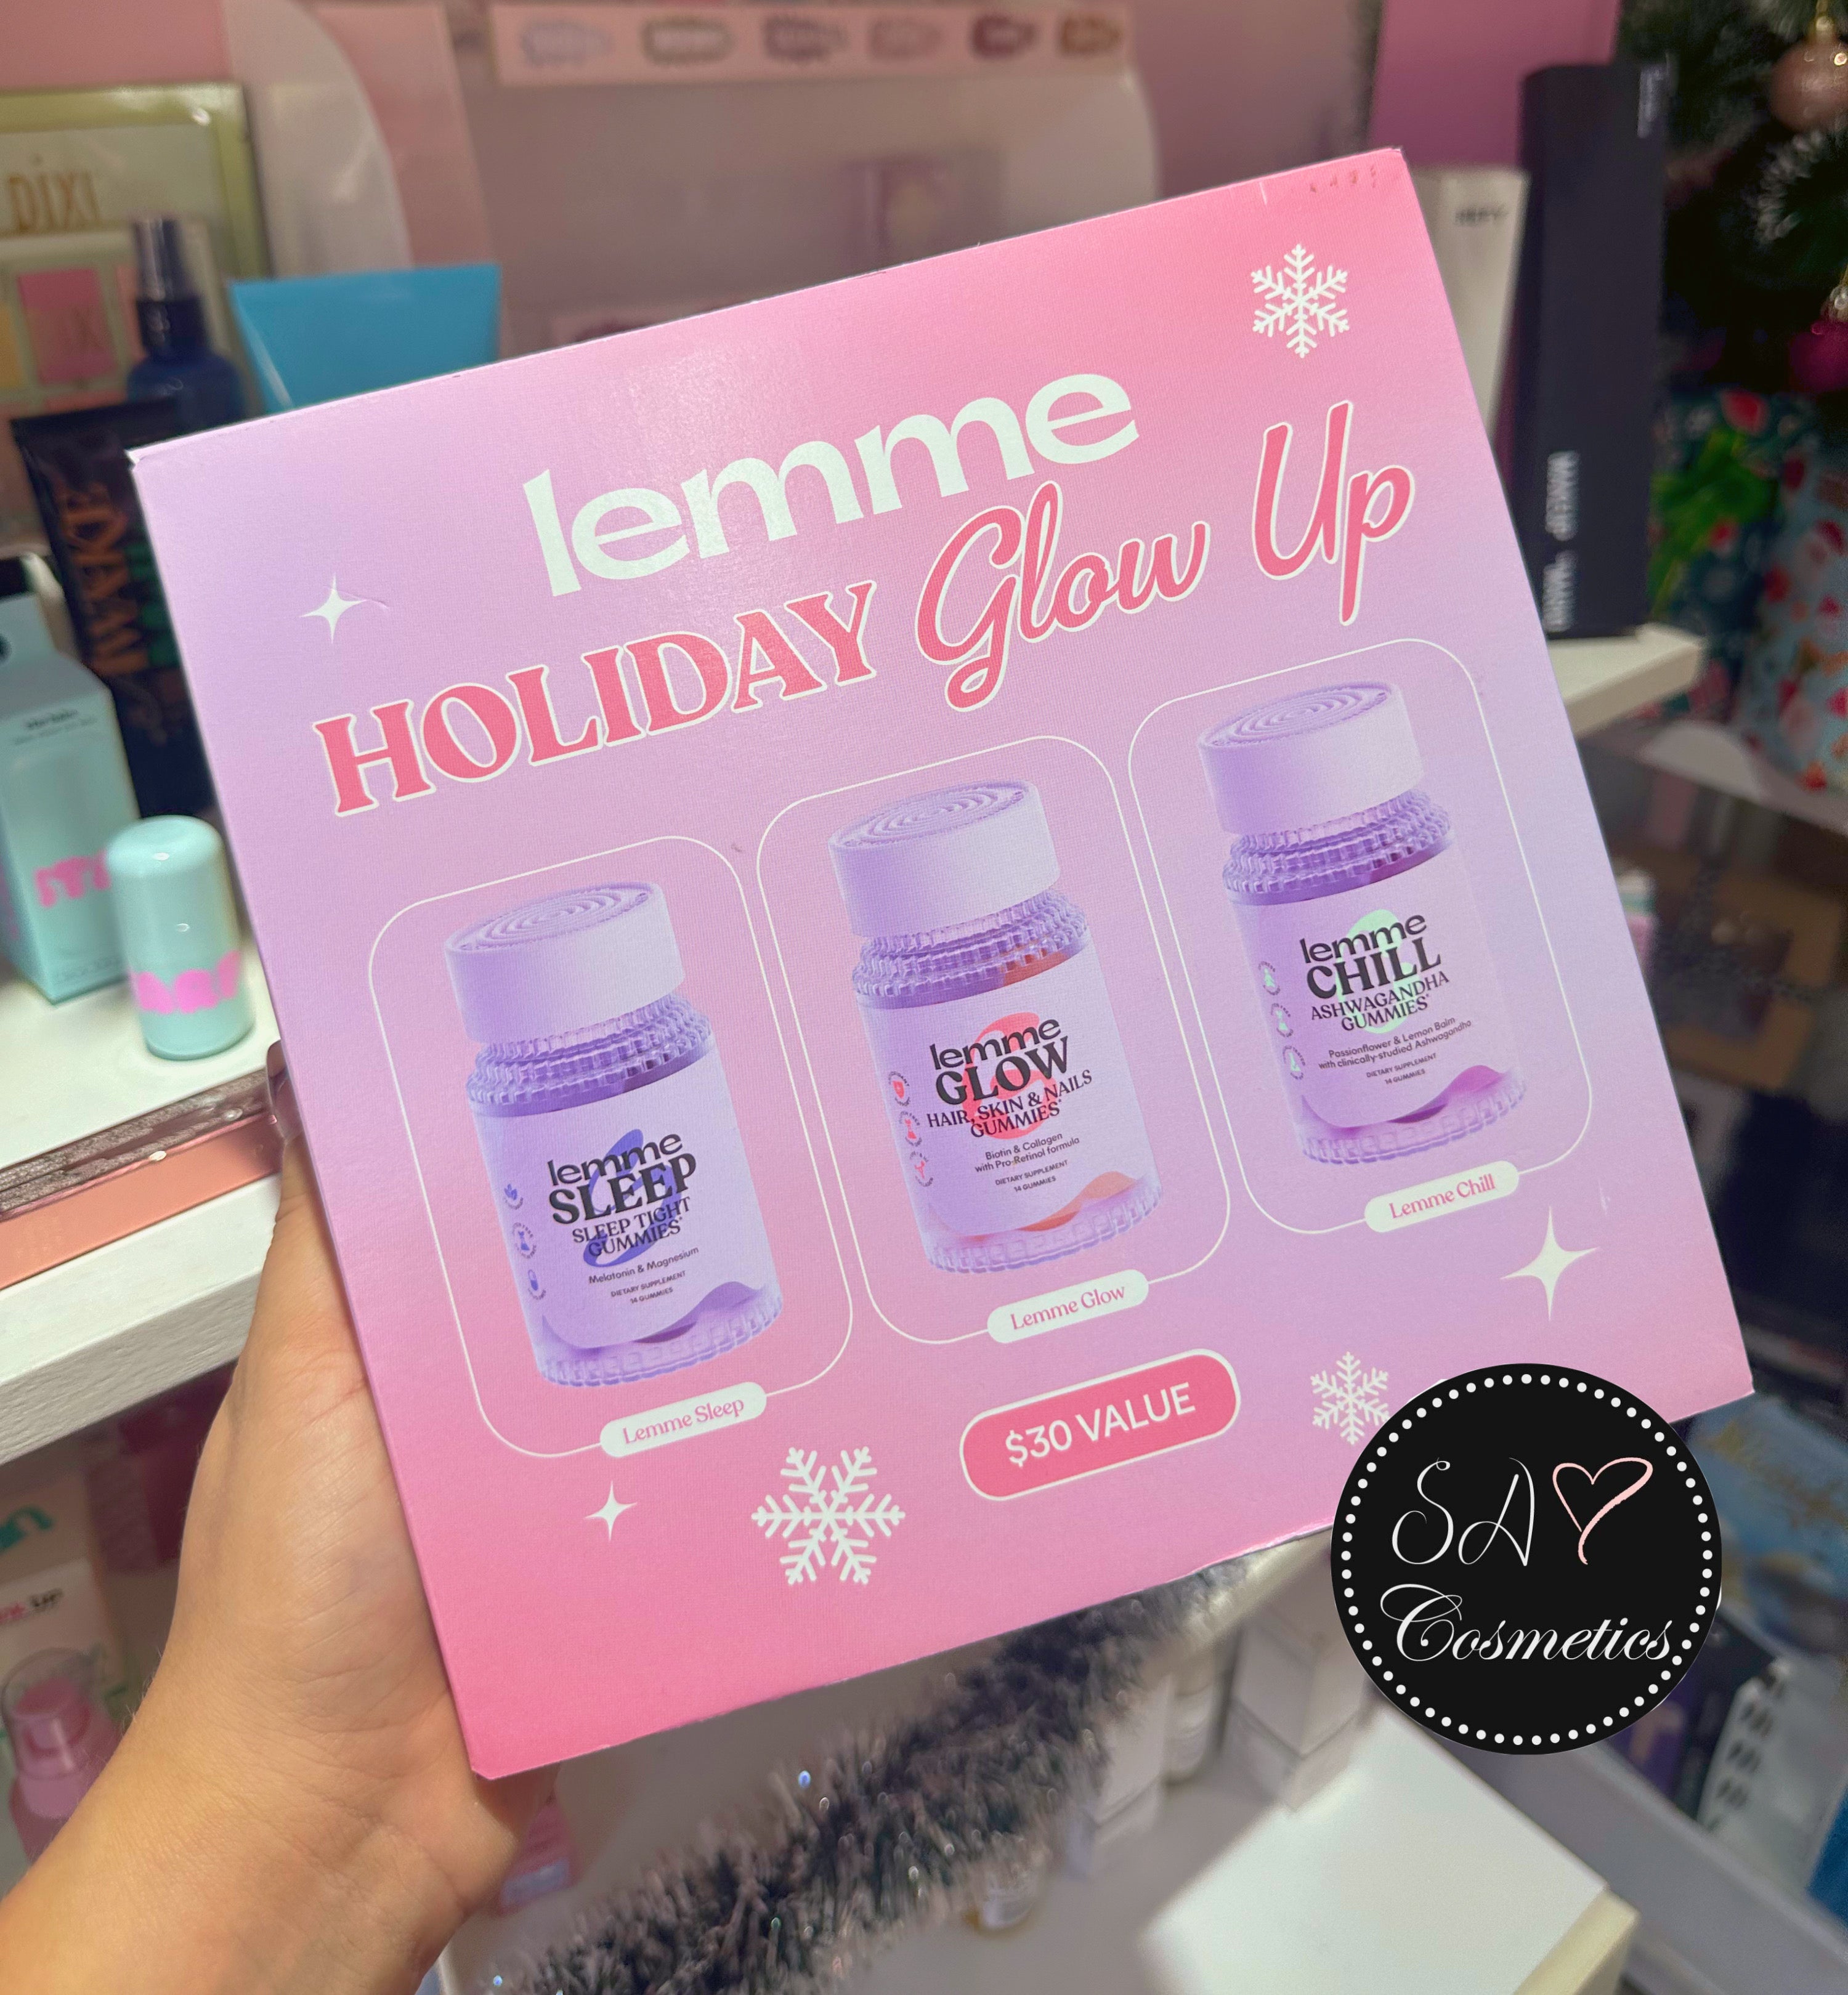 PIXI
lemme
HOLIDAY Glow Up
lemme
SLEEP
SLEEP TIGHT
GUMMIES*
Melatonin & Magnesium
DIETARY SUPPLEMENT
14 GUMMIES
Lemme Sleep
lemme
GLOW
HAIR, SKIN & NAILS
GUMMIES*
Biotin & Collagen
with Pro-Retinol formula
DIETARY SUPPLEMENT
14 GUMMIES
Lemme Glow
lemme
CHILL
ASHWAGANDHA
GUMMIES*
Passionflower & Lemon Balm
with clinically-studied Ashwagandha
DIETARY SUPPLEMENT
14 GUMMIES
Lemme Chill
$30 VALUE
SA
Cosmetics